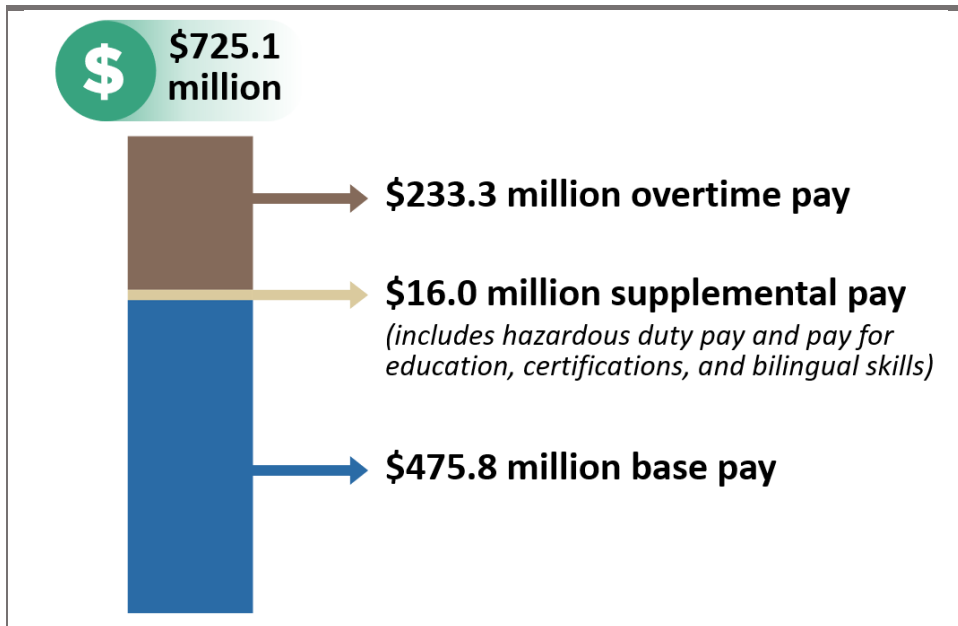 $
$725.1
million
$233.3 million overtime pay
$16.0 million supplemental pay
(includes hazardous duty pay and pay for
education, certifications, and bilingual skills)
$475.8 million base pay